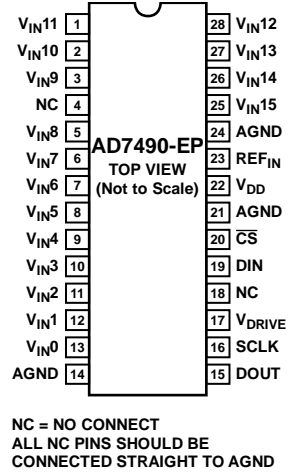 VIN11 1
VIN10 2
VIN9 3
NC 4
VIN8 5
VIN7 6
VIN6 7
VIN5 8
VIN4 9
VIN3 10
VIN2 11
VIN1 12
VIN0 13
AGND 14
AD7490-EP
TOP VIEW
(Not to Scale)
28 VIN12
27 VIN13
26 VIN14
25 VIN15
24 AGND
23 REFIN
22 VDD
21 AGND
20 CS
19 DIN
18 NC
17 VDRIVE
16 SCLK
15 DOUT
NC = NO CONNECT
ALL NC PINS SHOULD BE
CONNECTED STRAIGHT TO AGND